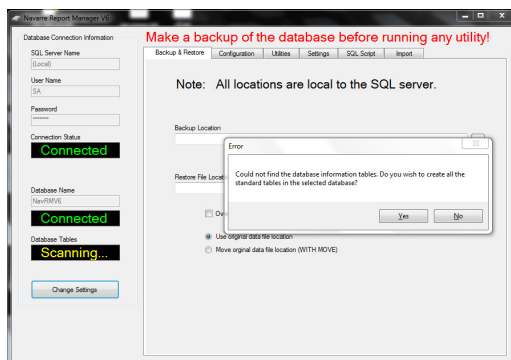 Navarre Report Manager V6
Database Connection Information
Make a backup of the database before running any utility!
SQL Server Name
(Local)
User Name
SA
Password
*******
Connection Status
Connected
Database Name
NavRMV6
Connected
Database Tables
Scanning...
Change Settings
Backup & Restore
Configuration
Utilities
Settings
SQL Script
Import
Note: All locations are local to the SQL server.
Backup Location
Restore File Locat
Error
Could not find the database information tables. Do you wish to create all the
standard tables in the selected database?
Yes
No
Ove
Use orginal data file location
Move orginal data file location (WITH MOVE)